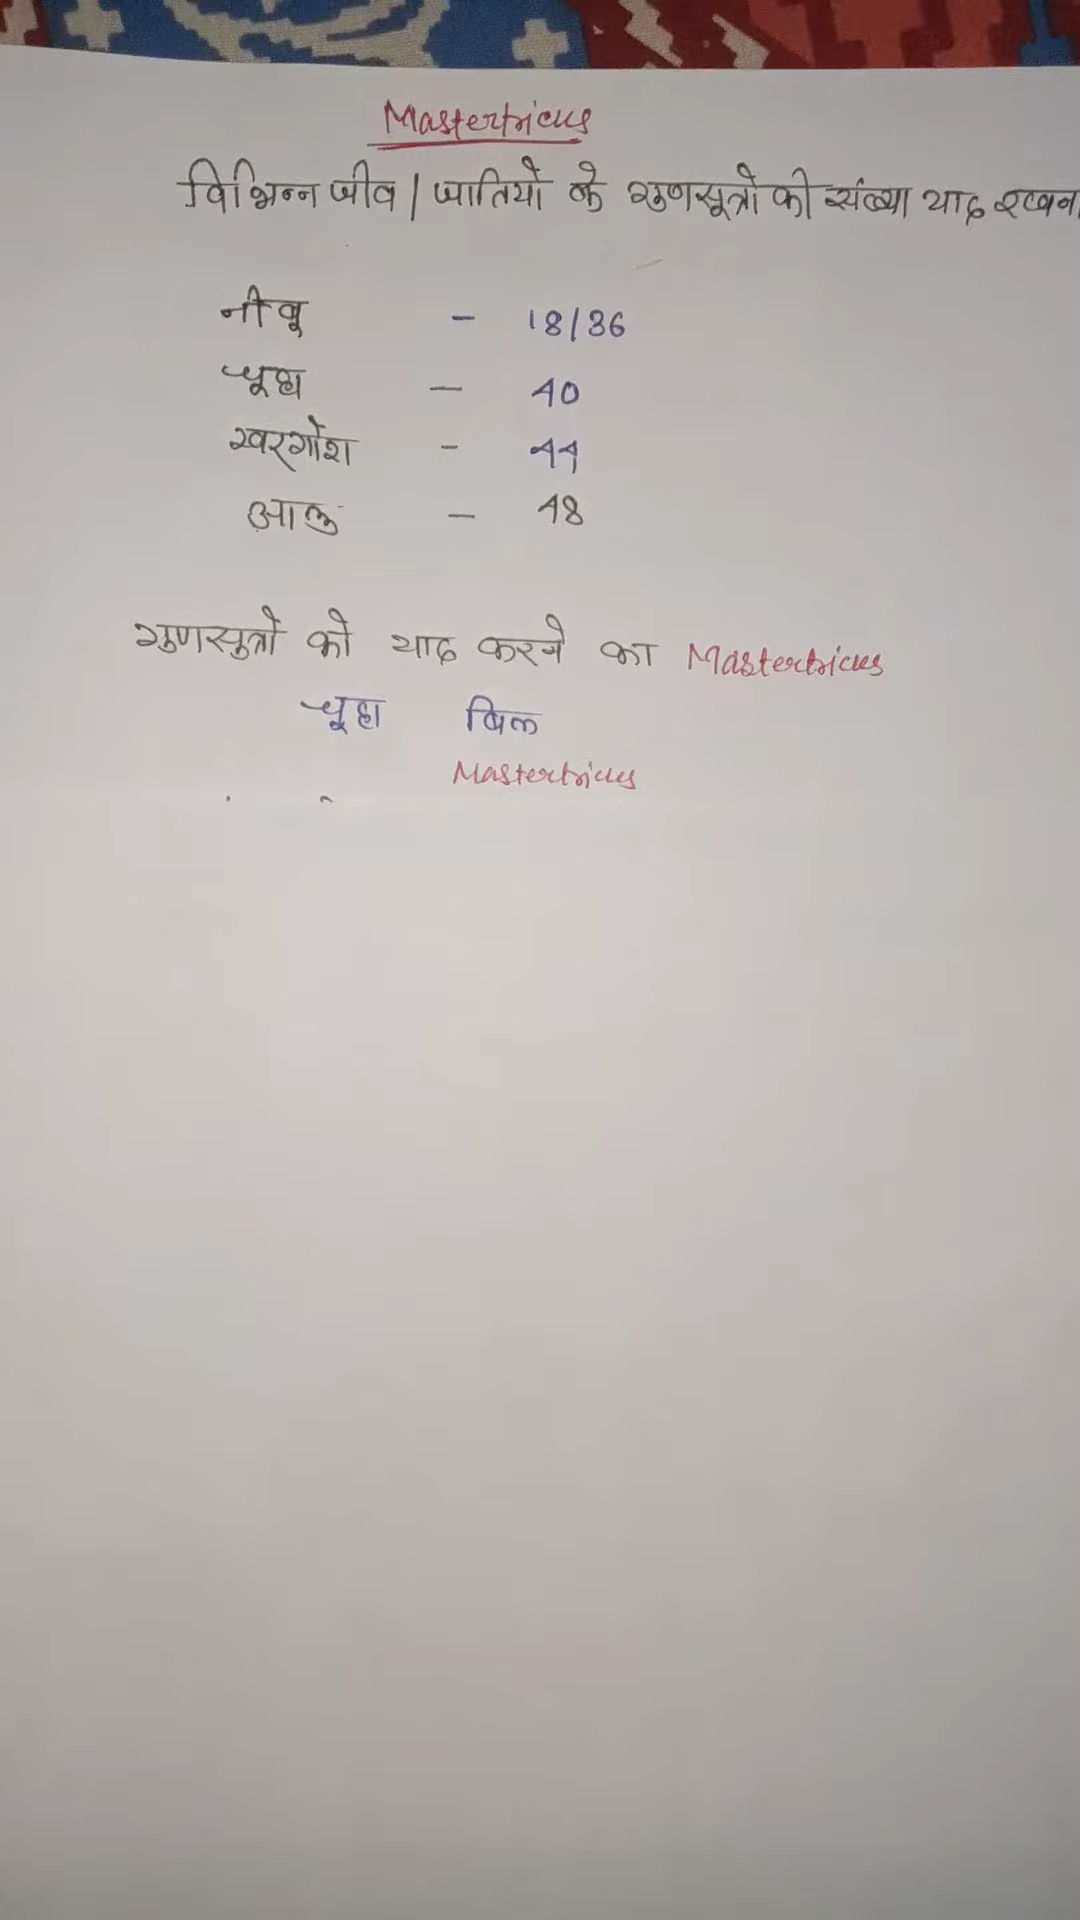 Mastertricks
विभिन्न जीव / जातियो के गुणसूत्रो की संख्या याद रखना
नीबू - 18/36
चूहा - 40
खरगोश - 44
आलु - 48
गुणसुत्रो को याद करने का Mastertricks
चूहा बिल
Mastertricks